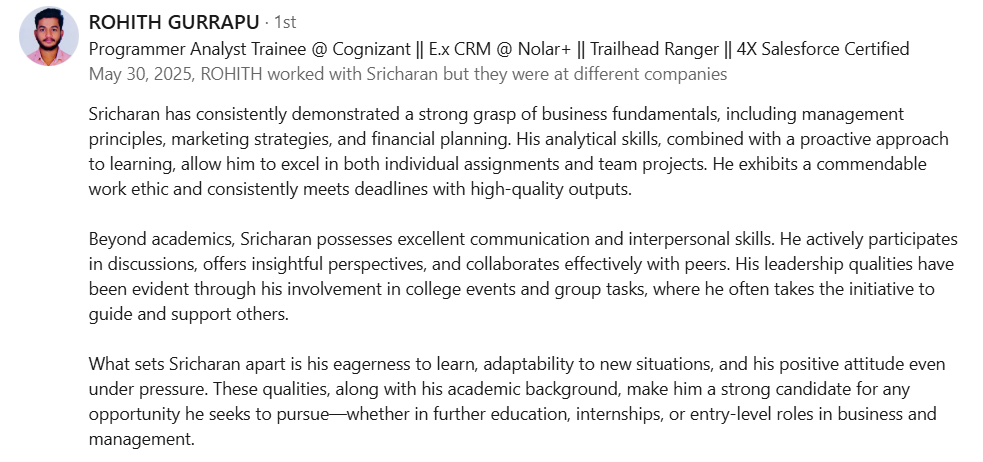 ROHITH GURRAPU · 1st
Programmer Analyst Trainee @ Cognizant || E.x CRM @ Nolar+ || Trailhead Ranger || 4X Salesforce Certified
May 30, 2025, ROHITH worked with Sricharan but they were at different companies
Sricharan has consistently demonstrated a strong grasp of business fundamentals, including management
principles, marketing strategies, and financial planning. His analytical skills, combined with a proactive approach
to learning, allow him to excel in both individual assignments and team projects. He exhibits a commendable
work ethic and consistently meets deadlines with high-quality outputs.
Beyond academics, Sricharan possesses excellent communication and interpersonal skills. He actively participates
in discussions, offers insightful perspectives, and collaborates effectively with peers. His leadership qualities have
been evident through his involvement in college events and group tasks, where he often takes the initiative to
guide and support others.
What sets Sricharan apart is his eagerness to learn, adaptability to new situations, and his positive attitude even
under pressure. These qualities, along with his academic background, make him a strong candidate for any
opportunity he seeks to pursue—whether in further education, internships, or entry-level roles in business and
management.